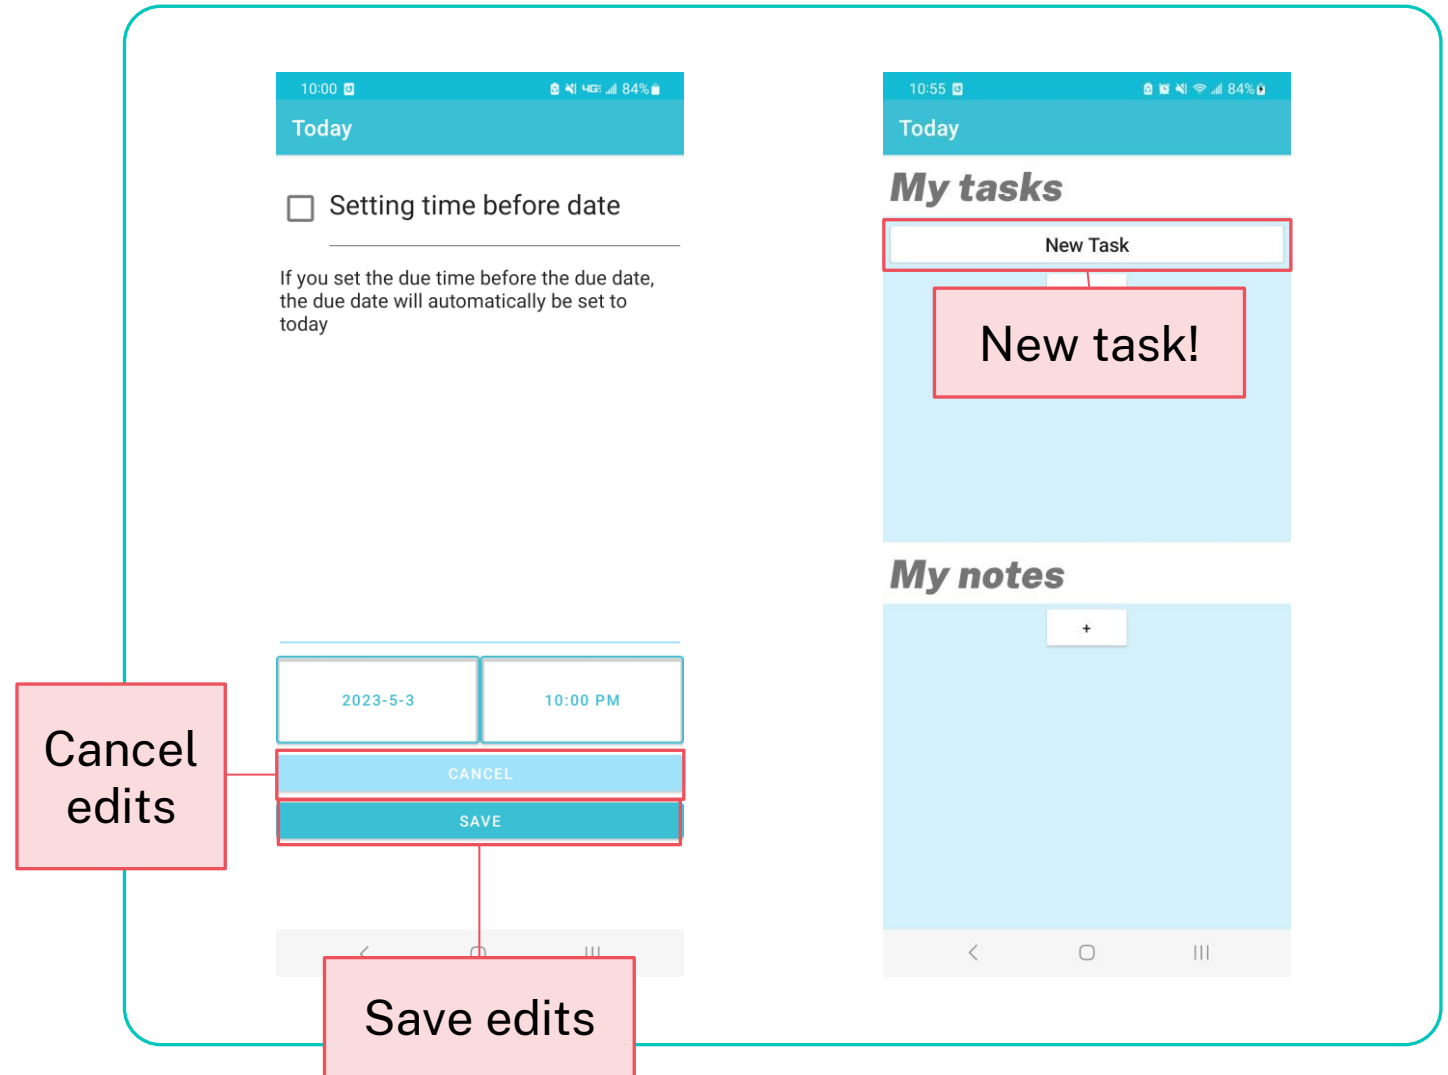 10:00
4GE 84%
Today
Setting time before date
If you set the due time before the due date,
the due date will automatically be set to
today
2023-5-3
10:00 PM
CANCEL
SAVE
Cancel
edits
Save edits
10:55
84%
Today
My tasks
New Task
New task!
My notes
+